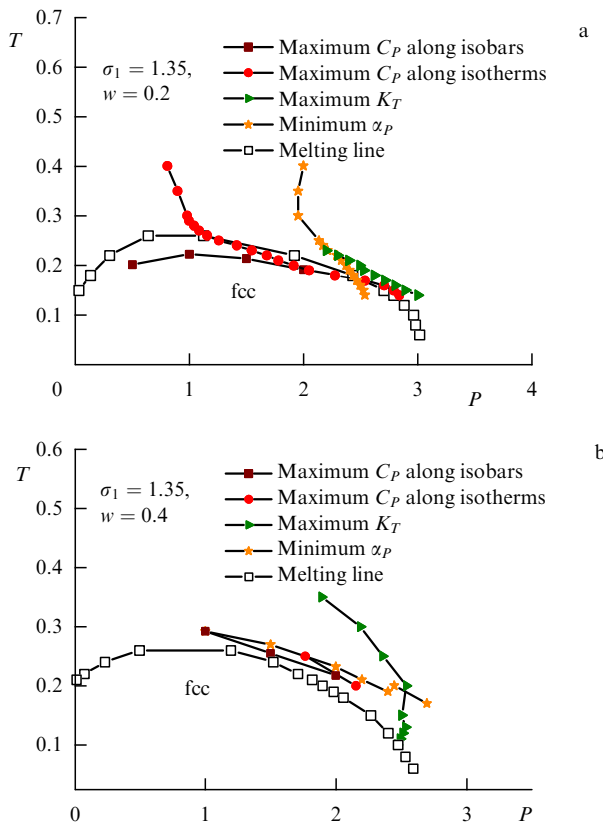 a
T
0.7
0.6
0.5
0.4
0.3
0.2
0.1
0
1
2
3
4
P
σ₁ = 1.35,
w = 0.2
Maximum C_P along isobars
Maximum C_P along isotherms
Maximum K_T
Minimum α_P
Melting line
fcc
b
T
0.6
0.5
0.4
0.3
0.2
0.1
0
1
2
3
P
σ₁ = 1.35,
w = 0.4
Maximum C_P along isobars
Maximum C_P along isotherms
Maximum K_T
Minimum α_P
Melting line
fcc